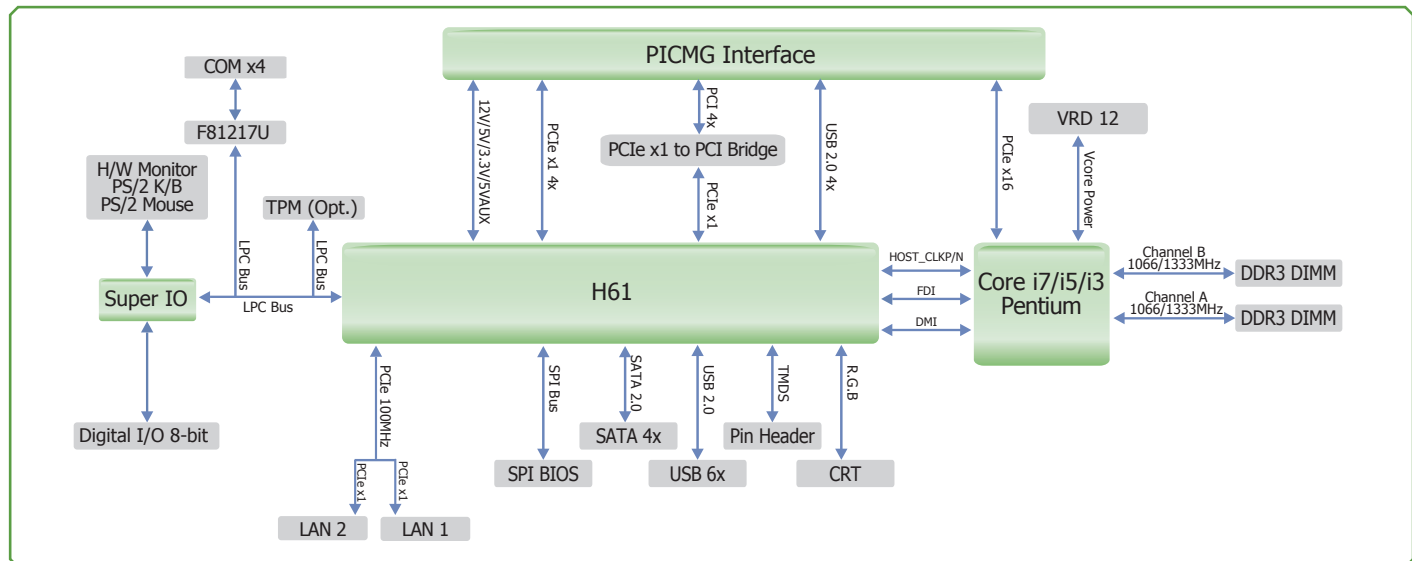 PICMG Interface
COM x4
F81217U
H/W Monitor
PS/2 K/B
PS/2 Mouse
TPM (Opt.)
LPC Bus
LPC Bus
LPC Bus
Super IO
Digital I/O 8-bit
12V/5V/3.3V/5VAUX
PCIe x1 4x
PCI 4x
PCIe x1 to PCI Bridge
PCIe x1
USB 2.0 4x
PCIe x16
VRD 12
Vcore Power
H61
HOST_CLKP/N
FDI
DMI
Core i7/i5/i3
Pentium
Channel B
1066/1333MHz
DDR3 DIMM
Channel A
1066/1333MHz
DDR3 DIMM
PCIe 100MHz
PCIe x1
PCIe x1
LAN 2
LAN 1
SPI Bus
SPI BIOS
SATA 2.0
SATA 4x
USB 2.0
USB 6x
TMDS
Pin Header
R.G.B
CRT